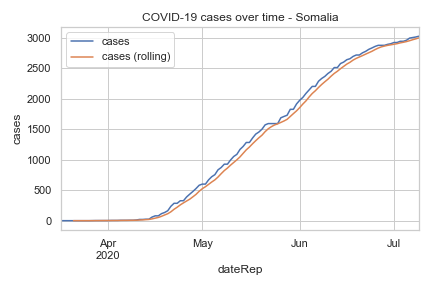 COVID-19 cases over time - Somalia
cases
cases (rolling)
3000
2500
2000
1500
1000
500
0
cases
Apr
2020
May
Jun
Jul
dateRep